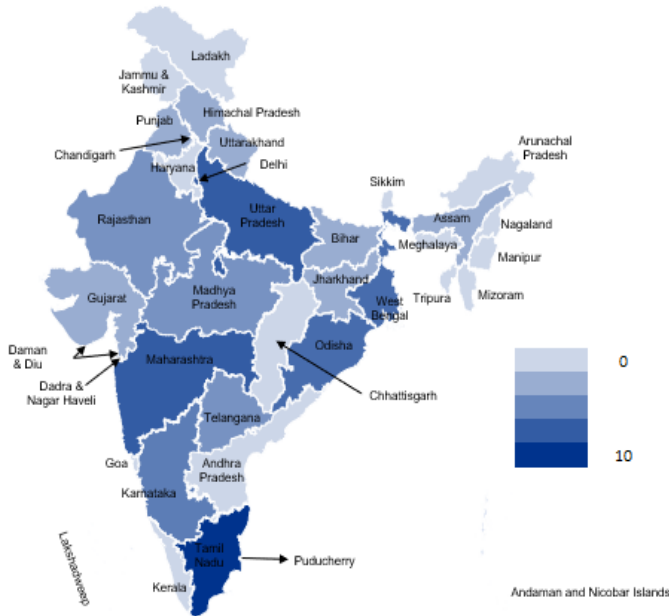 Ladakh
Jammu &
Kashmir
Himachal Pradesh
Punjab
Uttarakhand
Chandigarh
Haryana
Delhi
Arunachal
Pradesh
Sikkim
Rajasthan
Uttar
Pradesh
Assam
Nagaland
Bihar
Meghalaya
Manipur
Jharkhand
Gujarat
Madhya
Pradesh
West
Bengal
Tripura
Mizoram
Daman
& Diu
Maharashtra
Odisha
Dadra &
Nagar Haveli
Chhattisgarh
0
Telangana
Goa
Andhra
Pradesh
10
Karnataka
Lakshadweep
Tamil
Nadu
Puducherry
Kerala
Andaman and Nicobar Islands